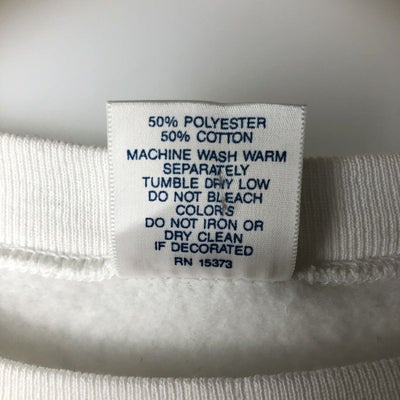 50% POLYESTER
50% COTTON
MACHINE WASH WARM
SEPARATELY
TUMBLE DRY LOW
DO NOT BLEACH
COLORS
DO NOT IRON OR
DRY CLEAN
IF DECORATED
RN 15373